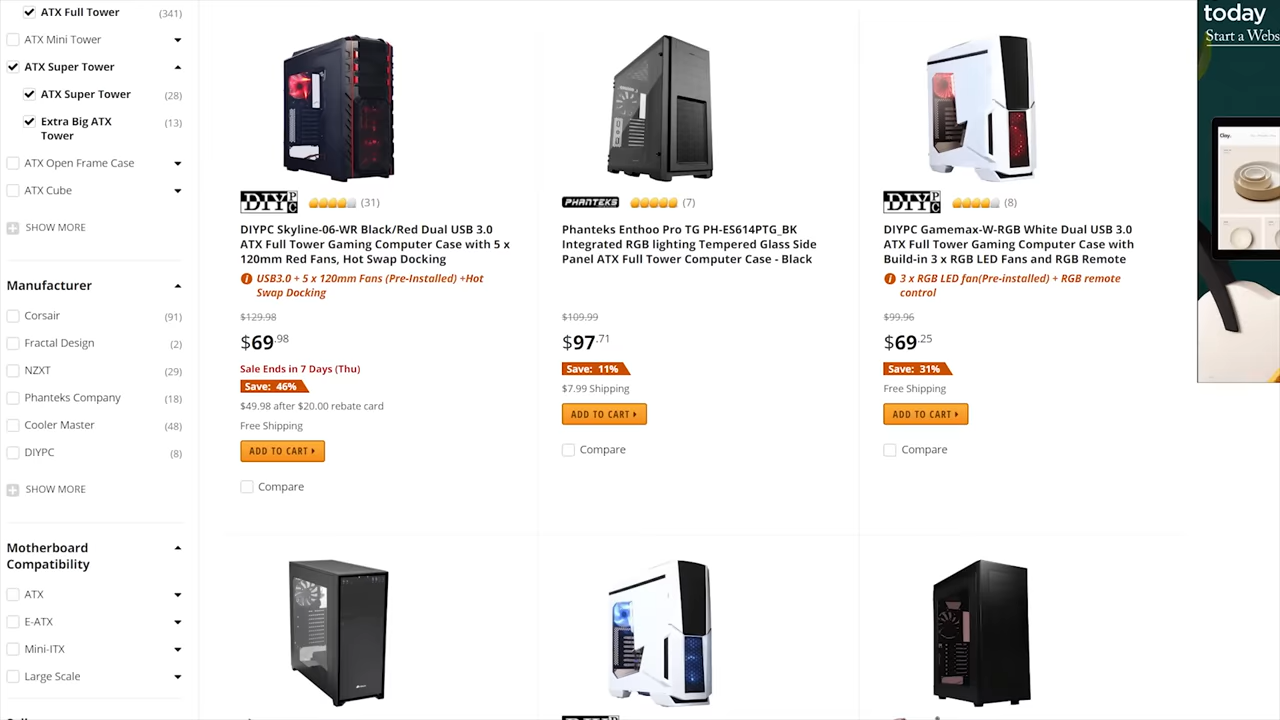 ATX Full Tower (341)
ATX Mini Tower
ATX Super Tower
ATX Super Tower (28)
Extra Big ATX (13)
Tower
ATX Open Frame Case
ATX Cube
SHOW MORE
Manufacturer
Corsair (91)
Fractal Design (2)
NZXT (29)
Phanteks Company (18)
Cooler Master (48)
DIYPC (8)
SHOW MORE
Motherboard
Compatibility
ATX
E-ATX
Mini-ITX
Large Scale
DIYPC (31)
DIYPC Skyline-06-WR Black/Red Dual USB 3.0
ATX Full Tower Gaming Computer Case with 5 x
120mm Red Fans, Hot Swap Docking
USB3.0 + 5 x 120mm Fans (Pre-Installed) +Hot
Swap Docking
$129.98
$69.98
Sale Ends in 7 Days (Thu)
Save: 46%
$49.98 after $20.00 rebate card
Free Shipping
ADD TO CART
Compare
PHANTEKS (7)
Phanteks Enthoo Pro TG PH-ES614PTG_BK
Integrated RGB lighting Tempered Glass Side
Panel ATX Full Tower Computer Case - Black
$109.99
$97.71
Save: 11%
$7.99 Shipping
ADD TO CART
Compare
DIYPC (8)
DIYPC Gamemax-W-RGB White Dual USB 3.0
ATX Full Tower Gaming Computer Case with
Build-in 3 x RGB LED Fans and RGB Remote
3 x RGB LED fan(Pre-installed) + RGB remote
control
$99.96
$69.25
Save: 31%
Free Shipping
ADD TO CART
Compare
today
Start a Webs
Clay.